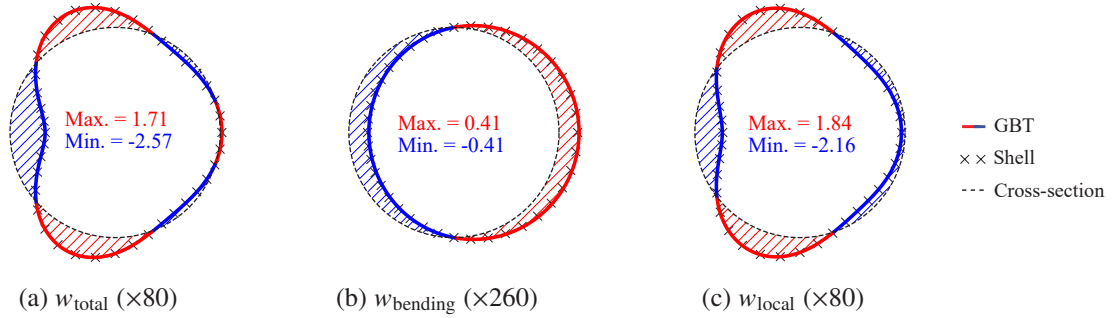 Max. = 1.71
Min. = -2.57
Max. = 0.41
Min. = -0.41
Max. = 1.84
Min. = -2.16
GBT
Shell
Cross-section
(a) w_total (×80)
(b) w_bending (×260)
(c) w_local (×80)